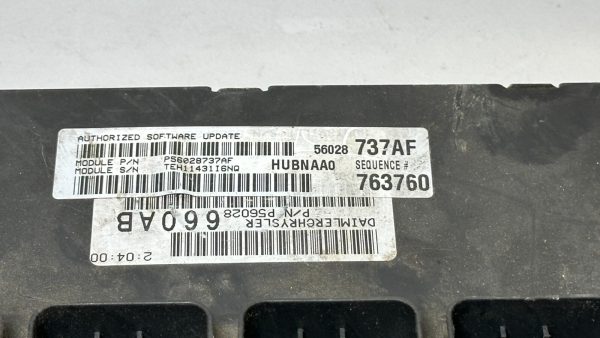 AUTHORIZED SOFTWARE UPDATE
56028 737AF
MODULE P/N P56028737AF
HUBNAA0 SEQUENCE #
MODULE S/N TEH11431I6NQ
763760
DAIMLERCHRYSLER
P/N P56028 660AB
2:04:00